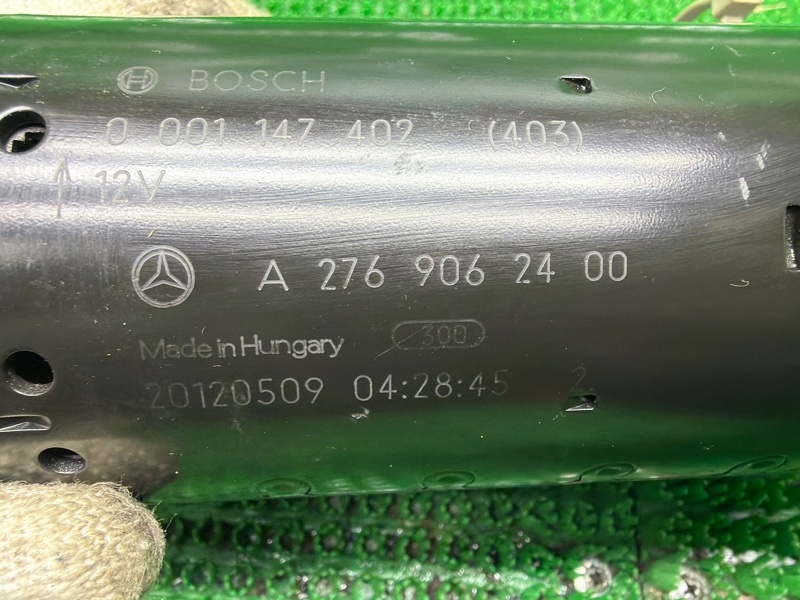 BOSCH
0 001 147 402 (403)
12V
A 276 906 24 00
Made in Hungary 300
20120509 04:28:45 2.